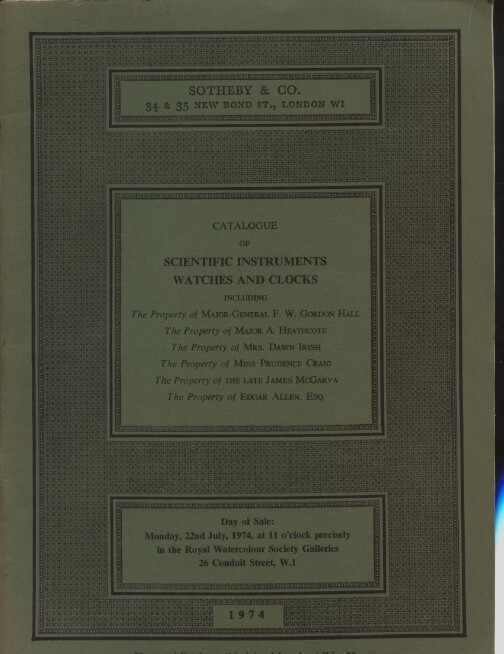 SOTHEBY & CO.
34 & 35 NEW BOND ST., LONDON W1
CATALOGUE
OF
SCIENTIFIC INSTRUMENTS
WATCHES AND CLOCKS
INCLUDING
The Property of MAJOR-GENERAL F. W. GORDON HALL
The Property of MAJOR A. HEATHCOTE
The Property of MRS. DAWN IRISH
The Property of MISS PRUDENCE CRAIG
The Property of THE LATE JAMES MCGARVA
The Property of EDGAR ALLEN, ESQ.
Day of Sale:
Monday, 22nd July, 1974, at 11 o'clock precisely
in the Royal Watercolour Society Galleries
26 Conduit Street, W.1
1974